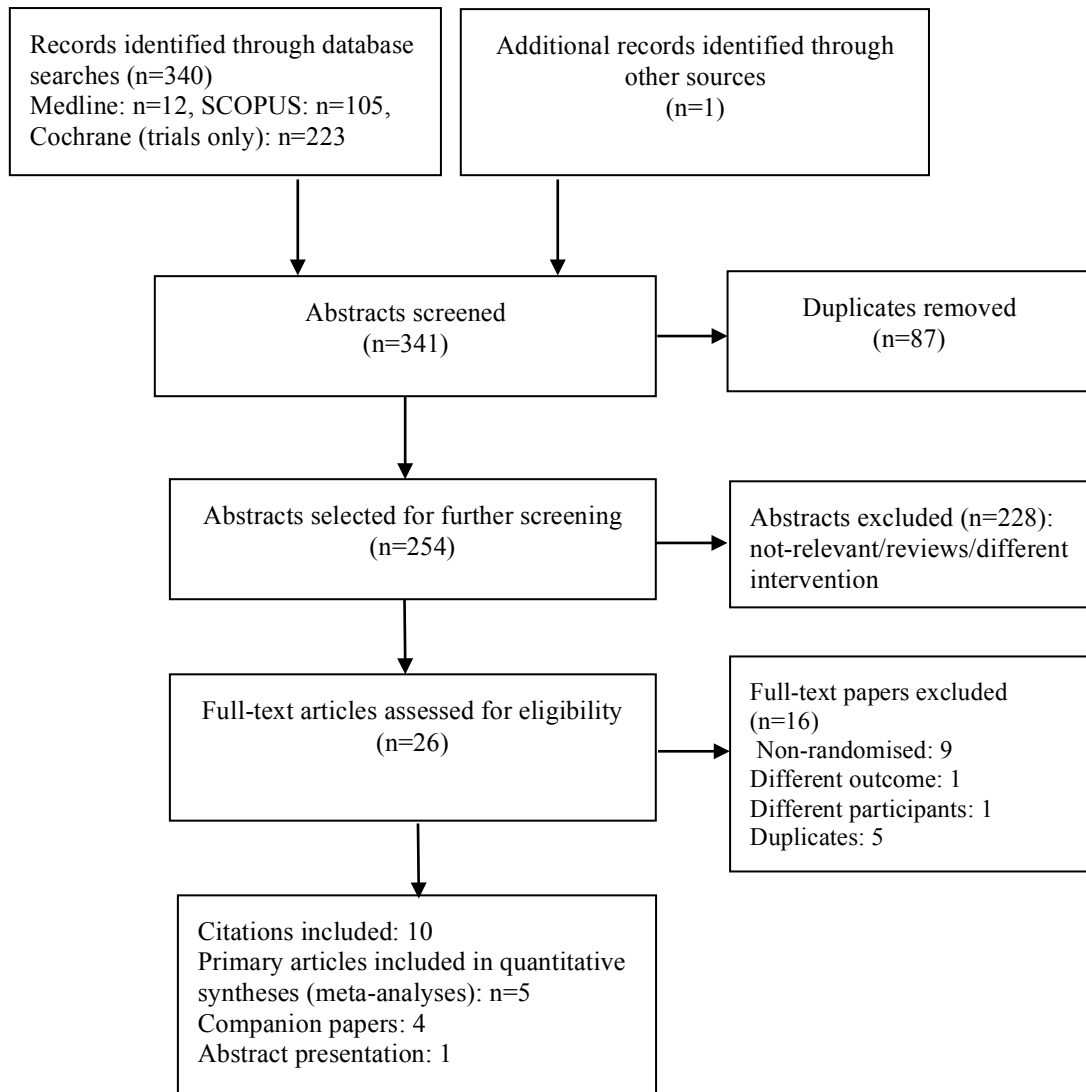 Records identified through database
searches (n=340)
Medline: n=12, SCOPUS: n=105,
Cochrane (trials only): n=223
Additional records identified through
other sources
(n=1)
Abstracts screened
(n=341)
Duplicates removed
(n=87)
Abstracts selected for further screening
(n=254)
Abstracts excluded (n=228):
not-relevant/reviews/different
intervention
Full-text articles assessed for eligibility
(n=26)
Full-text papers excluded
(n=16)
Non-randomised: 9
Different outcome: 1
Different participants: 1
Duplicates: 5
Citations included: 10
Primary articles included in quantitative
syntheses (meta-analyses): n=5
Companion papers: 4
Abstract presentation: 1